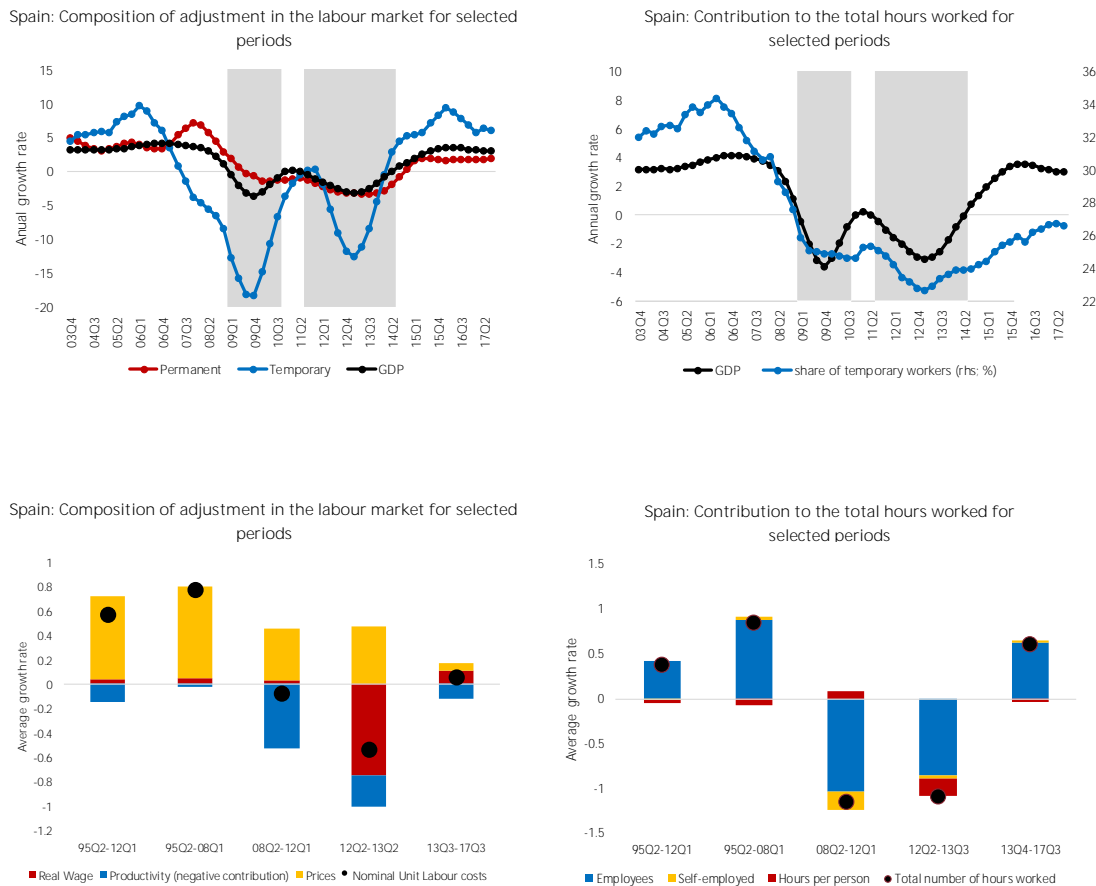 Spain: Composition of adjustment in the labour market for selected
periods
15
10
5
0
-5
-10
-15
-20
Anual growth rate
03Q4
04Q3
05Q2
06Q1
06Q4
07Q3
08Q2
09Q1
09Q4
10Q3
11Q2
12Q1
12Q4
13Q3
14Q2
15Q1
15Q4
16Q3
17Q2
Permanent
Temporary
GDP
Spain: Contribution to the total hours worked for
selected periods
10
8
6
4
2
0
-2
-4
-6
Annual growth rate
36
34
32
30
28
26
24
22
03Q4
04Q3
05Q2
06Q1
06Q4
07Q3
08Q2
09Q1
09Q4
10Q3
11Q2
12Q1
12Q4
13Q3
14Q2
15Q1
15Q4
16Q3
17Q2
GDP
share of temporary workers (rhs; %)
Spain: Composition of adjustment in the labour market for selected
periods
1
0.8
0.6
0.4
0.2
0
-0.2
-0.4
-0.6
-0.8
-1
-1.2
Average growth rate
95Q2-12Q1
95Q2-08Q1
08Q2-12Q1
12Q2-13Q2
13Q3-17Q3
Real Wage
Productivity (negative contribution)
Prices
Nominal Unit Labour costs
Spain: Contribution to the total hours worked for
selected periods
1.5
1
0.5
0
-0.5
-1
-1.5
Average growth rate
95Q2-12Q1
95Q2-08Q1
08Q2-12Q1
12Q2-13Q3
13Q4-17Q3
Employees
Self-employed
Hours per person
Total number of hours worked